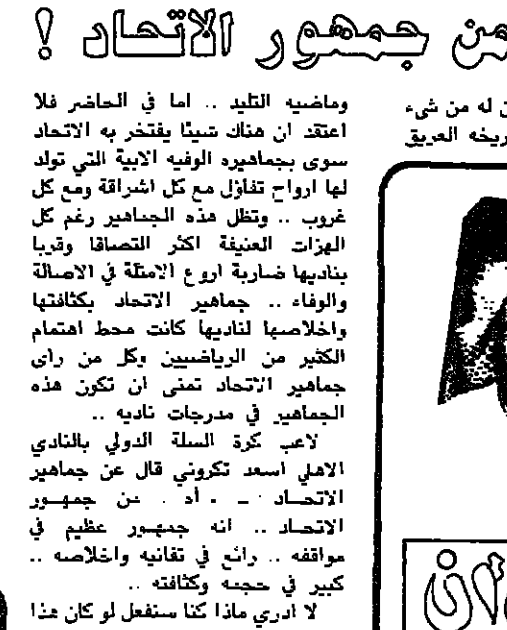 من جمهور الاتحاد !
له من شيء
العريق
وماضيه التليد .. اما في الحاضر فلا
اعتقد ان هناك شيئا يفتخر به الاتحاد
سوى بجماهيره الوفيه الابية التي تولد
لها ارواح تفاؤل مع كل اشراقة ومع كل
غروب .. وتظل هذه الجماهير رغم كل
الهزات العنيفة اكثر التصاقا وقربا
بناديها ضاربة اروع الامثلة في الاصالة
والوفاء .. جماهير الاتحاد بكثافتها
واخلاصها لناديها كانت محط اهتمام
الكثير من الرياضيين وكل من راى
جماهير الاتحاد تمنى ان تكون هذه
الجماهير في مدرجات ناديه ..
لاعب كرة السلة الدولي بالنادي
الاهلي اسعد تكروني قال عن جماهير
الاتحاد جمهور
الاتحاد .. انه جمهور عظيم في
مواقفه .. رائع في تفانيه واخلاصه ..
كبير في حجمه وكثافته ..
لا ادري ماذا كنا سنفعل لو كان هذا